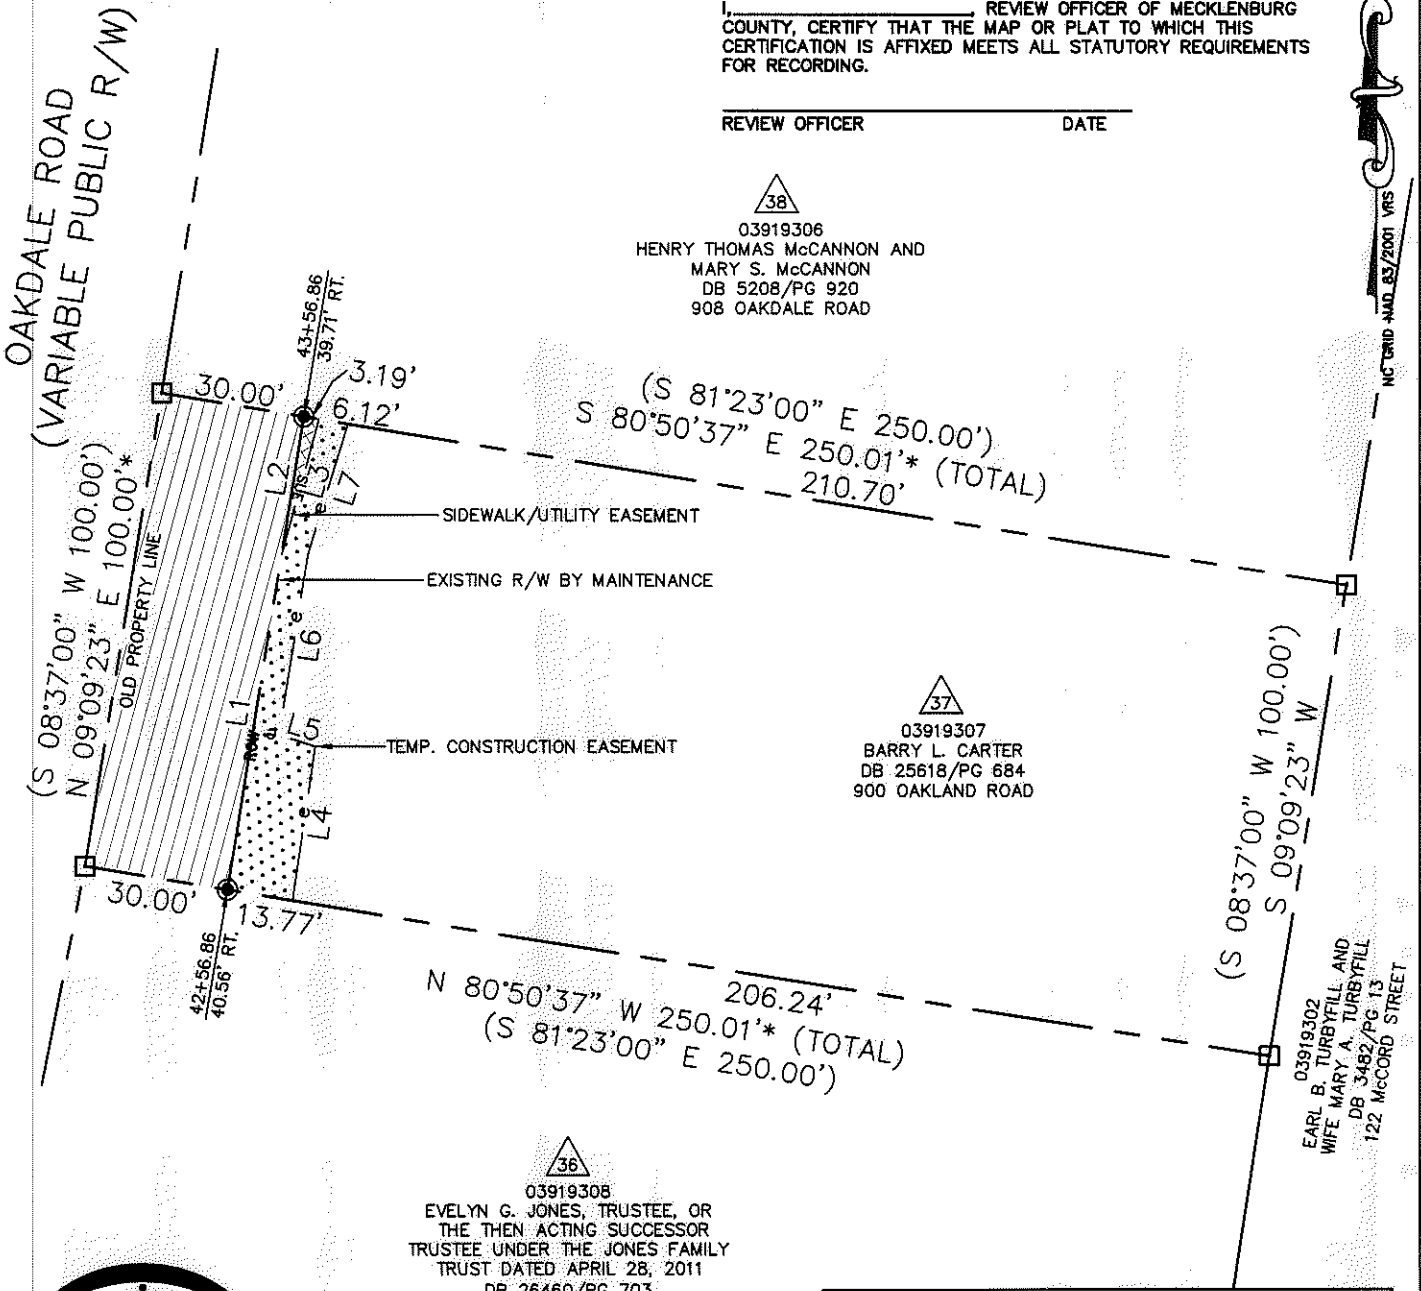 I,________________, REVIEW OFFICER OF MECKLENBURG
COUNTY, CERTIFY THAT THE MAP OR PLAT TO WHICH THIS
CERTIFICATION IS AFFIXED MEETS ALL STATUTORY REQUIREMENTS
FOR RECORDING.
REVIEW OFFICER DATE
OAKDALE ROAD
(VARIABLE PUBLIC R/W)
NC GRID NAD 83/2001 VRS
38
03919306
HENRY THOMAS McCANNON AND
MARY S. McCANNON
DB 5208/PG 920
908 OAKDALE ROAD
43+56.86
39.71' RT.
30.00'
3.19'
6.12'
(S 81°23'00" E 250.00')
S 80°50'37" E 250.01'* (TOTAL)
210.70'
(S 08°37'00" W 100.00')
N 09°09'23" E 100.00'*
OLD PROPERTY LINE
L2
L3
L7
SIDEWALK/UTILITY EASEMENT
EXISTING R/W BY MAINTENANCE
e
e
L6
L1
ROW
L5
TEMP. CONSTRUCTION EASEMENT
e
L4
37
03919307
BARRY L. CARTER
DB 25618/PG 684
900 OAKLAND ROAD
(S 08°37'00" W 100.00')
S 09°09'23" W
30.00'
13.77'
42+56.86
40.56' RT.
206.24'
N 80°50'37" W 250.01'* (TOTAL)
(S 81°23'00" E 250.00')
03919302
EARL B. TURBYFILL AND
WIFE MARY A. TURBYFILL
DB 3482/PG 13
122 McCORD STREET
36
03919308
EVELYN G. JONES, TRUSTEE, OR
THE THEN ACTING SUCCESSOR
TRUSTEE UNDER THE JONES FAMILY
TRUST DATED APRIL 28, 2011
DB 26460/PG 703